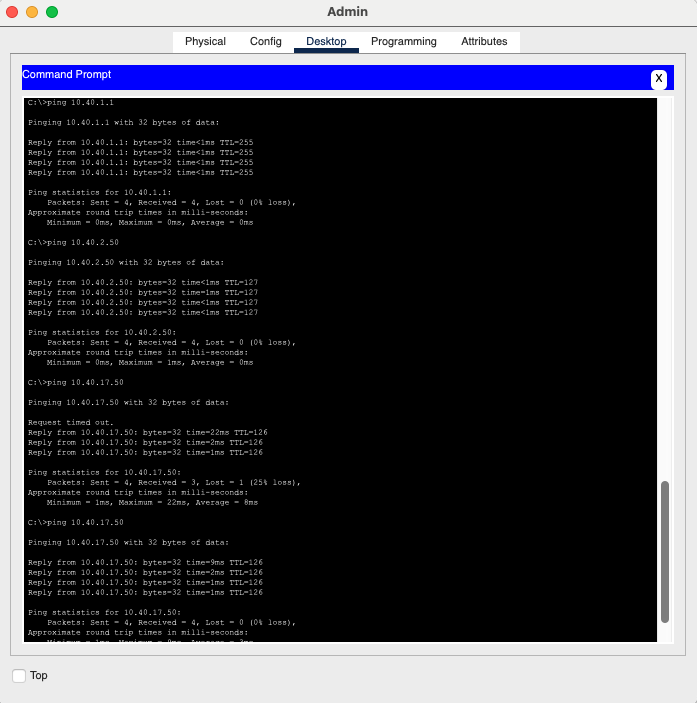 Admin
Physical Config Desktop Programming Attributes
Command Prompt X
C:\>ping 10.40.1.1
Pinging 10.40.1.1 with 32 bytes of data:
Reply from 10.40.1.1: bytes=32 time<1ms TTL=255
Reply from 10.40.1.1: bytes=32 time<1ms TTL=255
Reply from 10.40.1.1: bytes=32 time<1ms TTL=255
Reply from 10.40.1.1: bytes=32 time<1ms TTL=255
Ping statistics for 10.40.1.1:
Packets: Sent = 4, Received = 4, Lost = 0 (0% loss),
Approximate round trip times in milli-seconds:
Minimum = 0ms, Maximum = 0ms, Average = 0ms
C:\>ping 10.40.2.50
Pinging 10.40.2.50 with 32 bytes of data:
Reply from 10.40.2.50: bytes=32 time<1ms TTL=127
Reply from 10.40.2.50: bytes=32 time=1ms TTL=127
Reply from 10.40.2.50: bytes=32 time<1ms TTL=127
Reply from 10.40.2.50: bytes=32 time<1ms TTL=127
Ping statistics for 10.40.2.50:
Packets: Sent = 4, Received = 4, Lost = 0 (0% loss),
Approximate round trip times in milli-seconds:
Minimum = 0ms, Maximum = 1ms, Average = 0ms
C:\>ping 10.40.17.50
Pinging 10.40.17.50 with 32 bytes of data:
Request timed out.
Reply from 10.40.17.50: bytes=32 time=22ms TTL=126
Reply from 10.40.17.50: bytes=32 time=2ms TTL=126
Reply from 10.40.17.50: bytes=32 time=1ms TTL=126
Ping statistics for 10.40.17.50:
Packets: Sent = 4, Received = 3, Lost = 1 (25% loss),
Approximate round trip times in milli-seconds:
Minimum = 1ms, Maximum = 22ms, Average = 8ms
C:\>ping 10.40.17.50
Pinging 10.40.17.50 with 32 bytes of data:
Reply from 10.40.17.50: bytes=32 time=9ms TTL=126
Reply from 10.40.17.50: bytes=32 time=2ms TTL=126
Reply from 10.40.17.50: bytes=32 time=1ms TTL=126
Reply from 10.40.17.50: bytes=32 time=1ms TTL=126
Ping statistics for 10.40.17.50:
Packets: Sent = 4, Received = 4, Lost = 0 (0% loss),
Approximate round trip times in milli-seconds:
Minimum = 1ms, Maximum = 9ms, Average = 3ms
Top